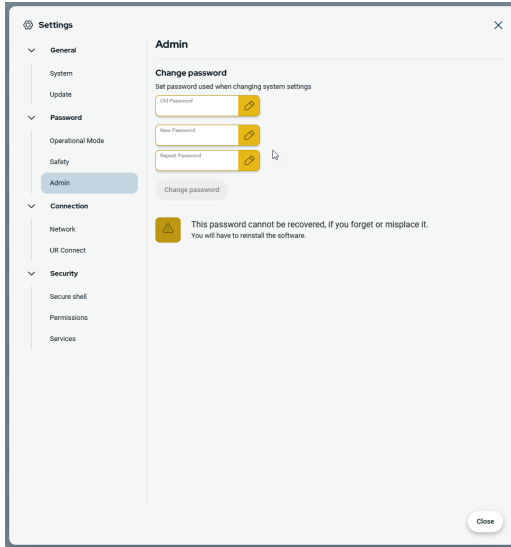 Settings
General
System
Update
Password
Operational Mode
Safety
Admin
Connection
Network
UR Connect
Security
Secure shell
Permissions
Services
Admin
Change password
Set password used when changing system settings
Old Password
New Password
Repeat Password
Change password
This password cannot be recovered, if you forget or misplace it.
You will have to reinstall the software.
Close